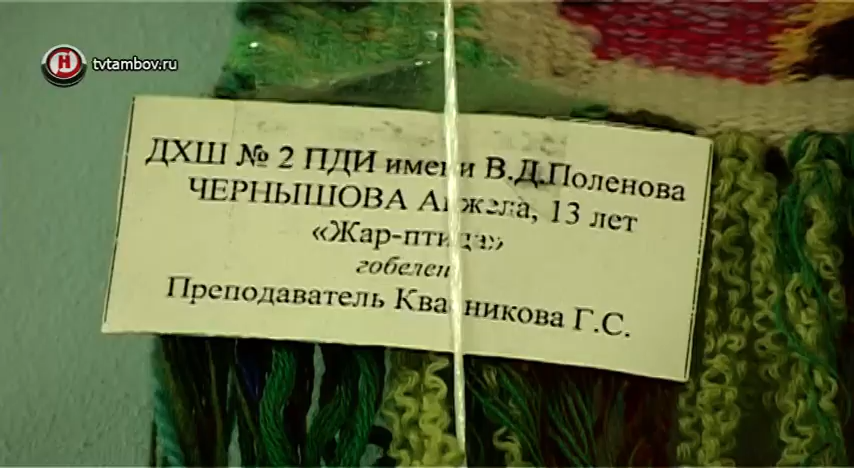 Н tvtambov.ru
ДХШ № 2 ПДИ имени В.Д.Поленова
ЧЕРНЫШОВА Анжела, 13 лет
«Жар-птица»
гобелен
Преподаватель Г.С.